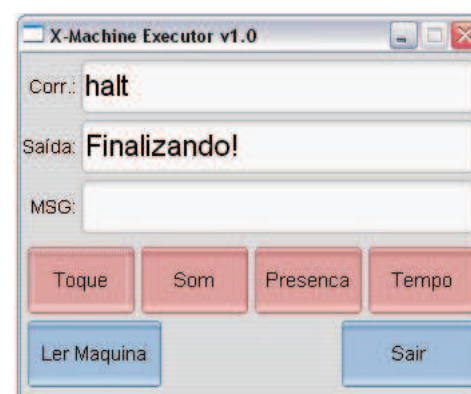 X-Machine Executor v1.0
Corr.: halt
Saída: Finalizando!
MSG:
Toque Som Presenca Tempo
Ler Maquina Sair